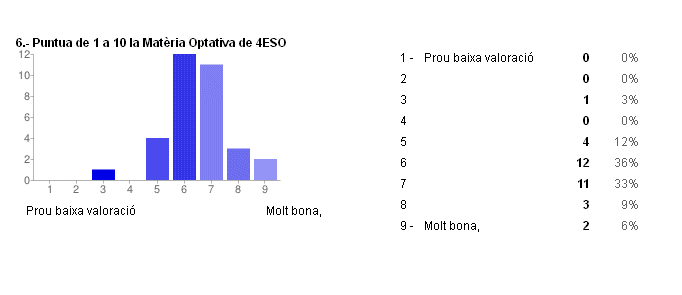 6.- Puntua de 1 a 10 la Matèria Optativa de 4ESO
12
10
8
6
4
2
0
1 2 3 4 5 6 7 8 9
Prou baixa valoració Molt bona,
1 - Prou baixa valoració 0 0%
2 0 0%
3 1 3%
4 0 0%
5 4 12%
6 12 36%
7 11 33%
8 3 9%
9 - Molt bona, 2 6%